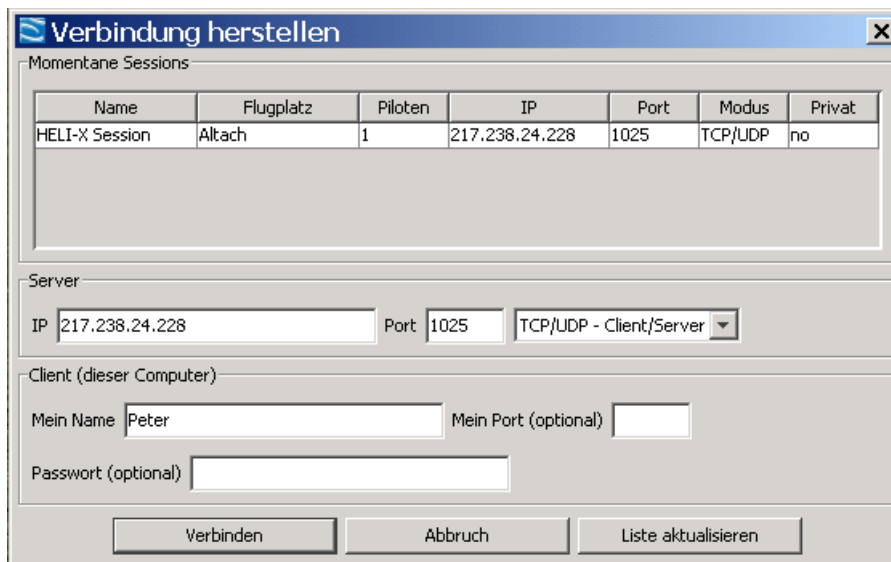 Verbindung herstellen
Momentane Sessions
Name Flugplatz Piloten IP Port Modus Privat
HELI-X Session Altach 1 217.238.24.228 1025 TCP/UDP no
Server
IP 217.238.24.228 Port 1025 TCP/UDP - Client/Server
Client (dieser Computer)
Mein Name Peter Mein Port (optional)
Passwort (optional)
Verbinden Abbruch Liste aktualisieren